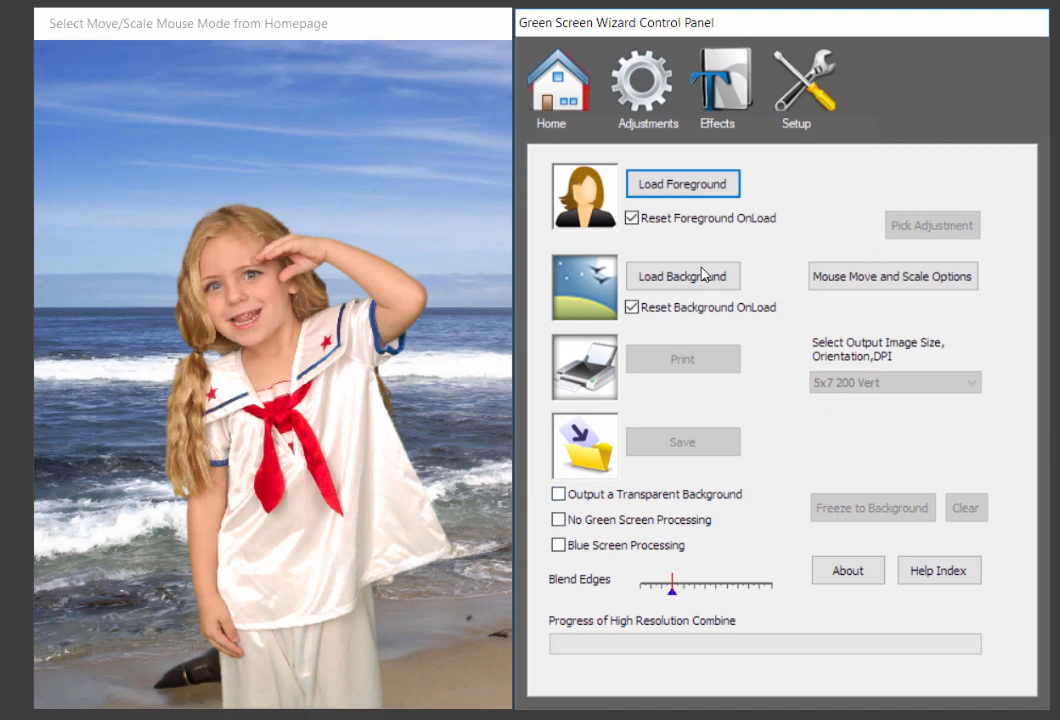 Select Move/Scale Mouse Mode from Homepage
Green Screen Wizard Control Panel
Home
Adjustments
Effects
Setup
Load Foreground
Reset Foreground OnLoad
Pick Adjustment
Load Background
Mouse Move and Scale Options
Reset Background OnLoad
Select Output Image Size,
Orientation,DPI
Print
5x7 200 Vert
Save
Output a Transparent Background
No Green Screen Processing
Freeze to Background
Clear
Blue Screen Processing
About
Help Index
Blend Edges
Progress of High Resolution Combine